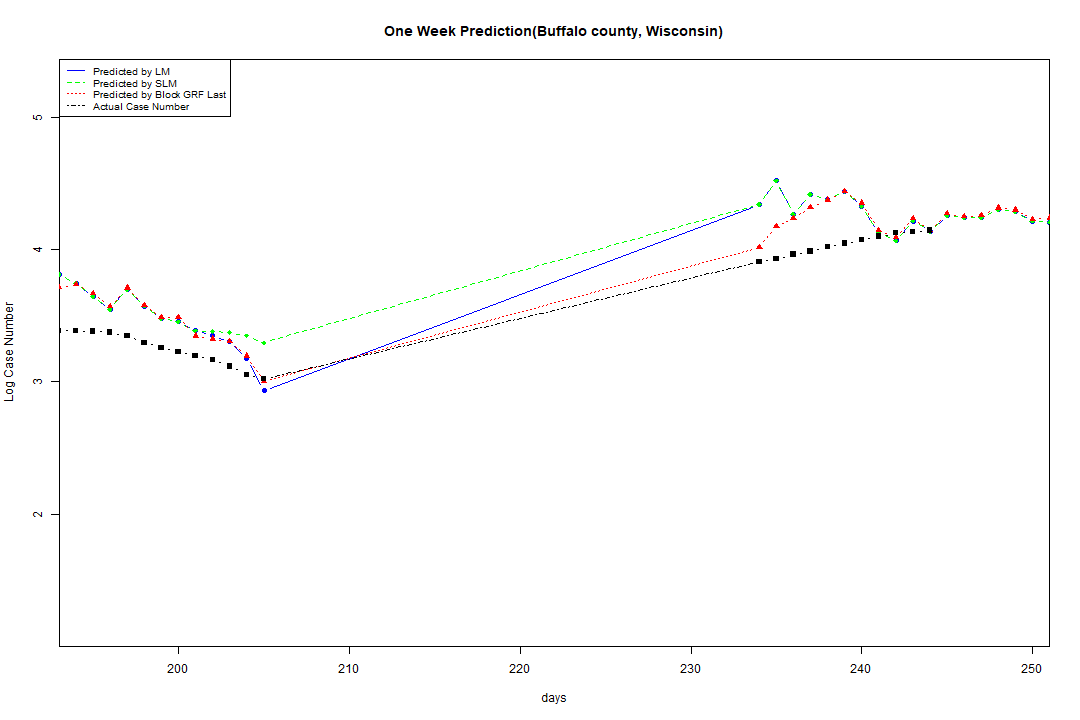 One Week Prediction(Buffalo county, Wisconsin)
Predicted by LM
Predicted by SLM
Predicted by Block GRF Last
Actual Case Number
5
4
3
2
Log Case Number
200 210 220 230 240 250
days